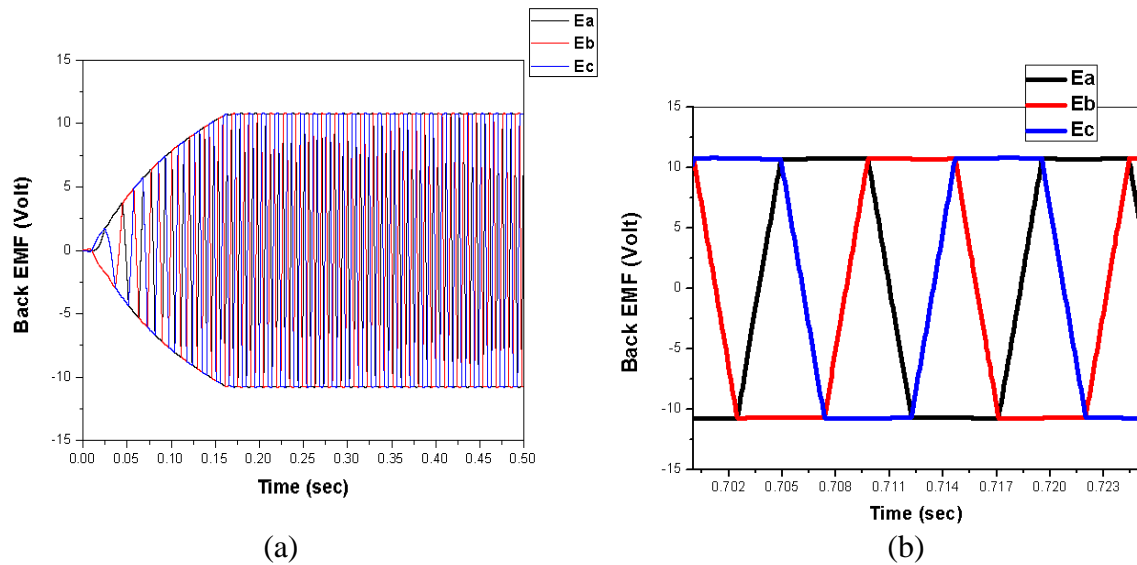 Ea
Eb
Ec
15
10
5
0
-5
-10
-15
Back EMF (Volt)
0.00 0.05 0.10 0.15 0.20 0.25 0.30 0.35 0.40 0.45 0.50
Time (sec)
(a)
Ea
Eb
Ec
15
10
5
0
-5
-10
-15
Back EMF (Volt)
0.702 0.705 0.708 0.711 0.714 0.717 0.720 0.723
Time (sec)
(b)